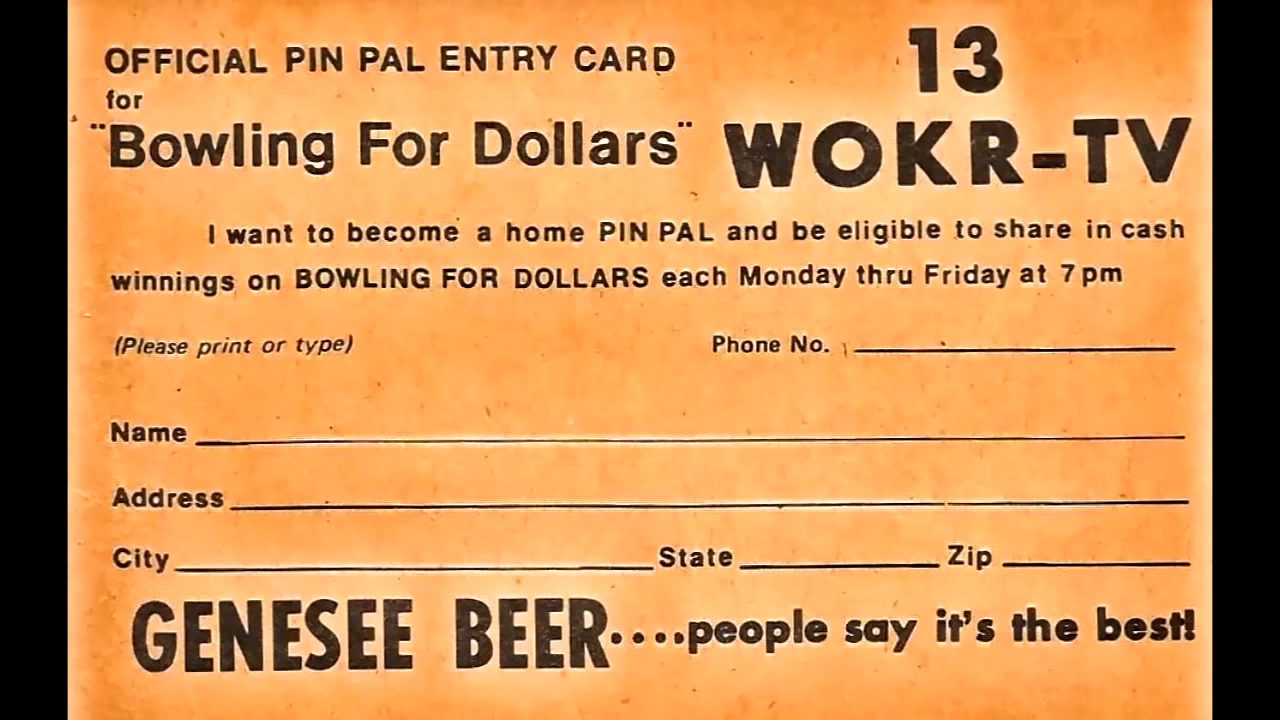 OFFICIAL PIN PAL ENTRY CARD
for
"Bowling For Dollars"
13
WOKR-TV
I want to become a home PIN PAL and be eligible to share in cash
winnings on BOWLING FOR DOLLARS each Monday thru Friday at 7 pm
(Please print or type) Phone No.
Name
Address
City State Zip
GENESEE BEER....people say it's the best!